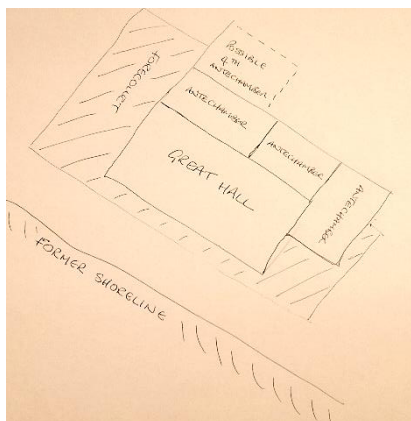 FORECOURT
POSSIBLE
4TH
ANTECHAMBER
ANTECHAMBER
ANTECHAMBER
GREAT HALL
ANTECHAMBER
FORMER SHORELINE